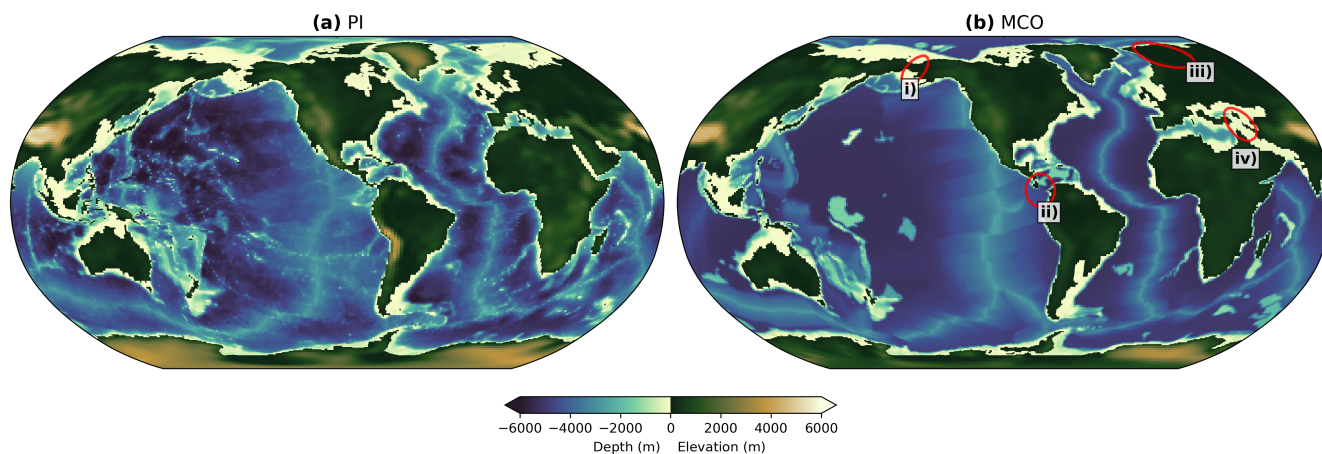 (a) PI
(b) MCO
i)
ii)
iii)
iv)
−6000 −4000 −2000 0 2000 4000 6000
Depth (m) Elevation (m)